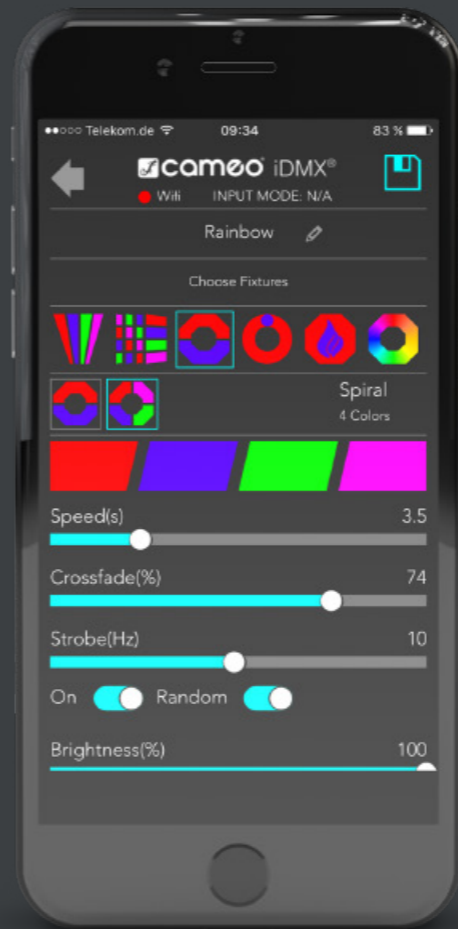 Telekom.de 09:34 83 %
cameo® iDMX®
Wifi INPUT MODE: N/A
Rainbow
Choose Fixtures
Spiral
4 Colors
Speed(s) 3.5
Crossfade(%) 74
Strobe(Hz) 10
On Random
Brightness(%) 100